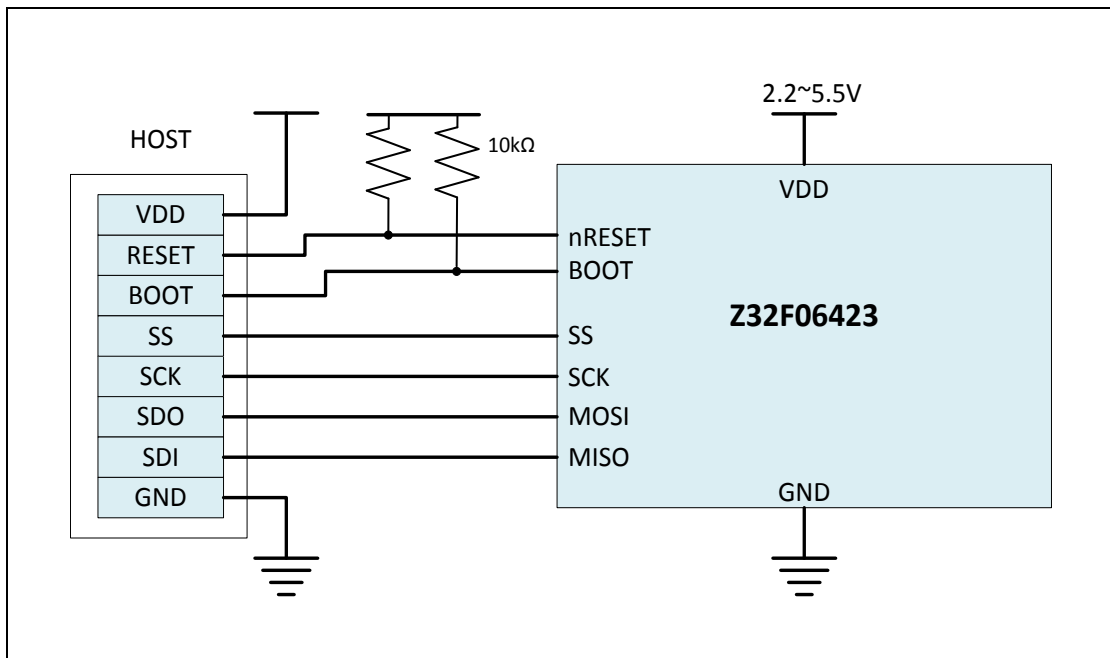 2.2~5.5V
HOST
10kΩ
VDD
VDD
RESET
nRESET
BOOT
BOOT
Z32F06423
SS
SS
SCK
SCK
SDO
MOSI
SDI
MISO
GND
GND